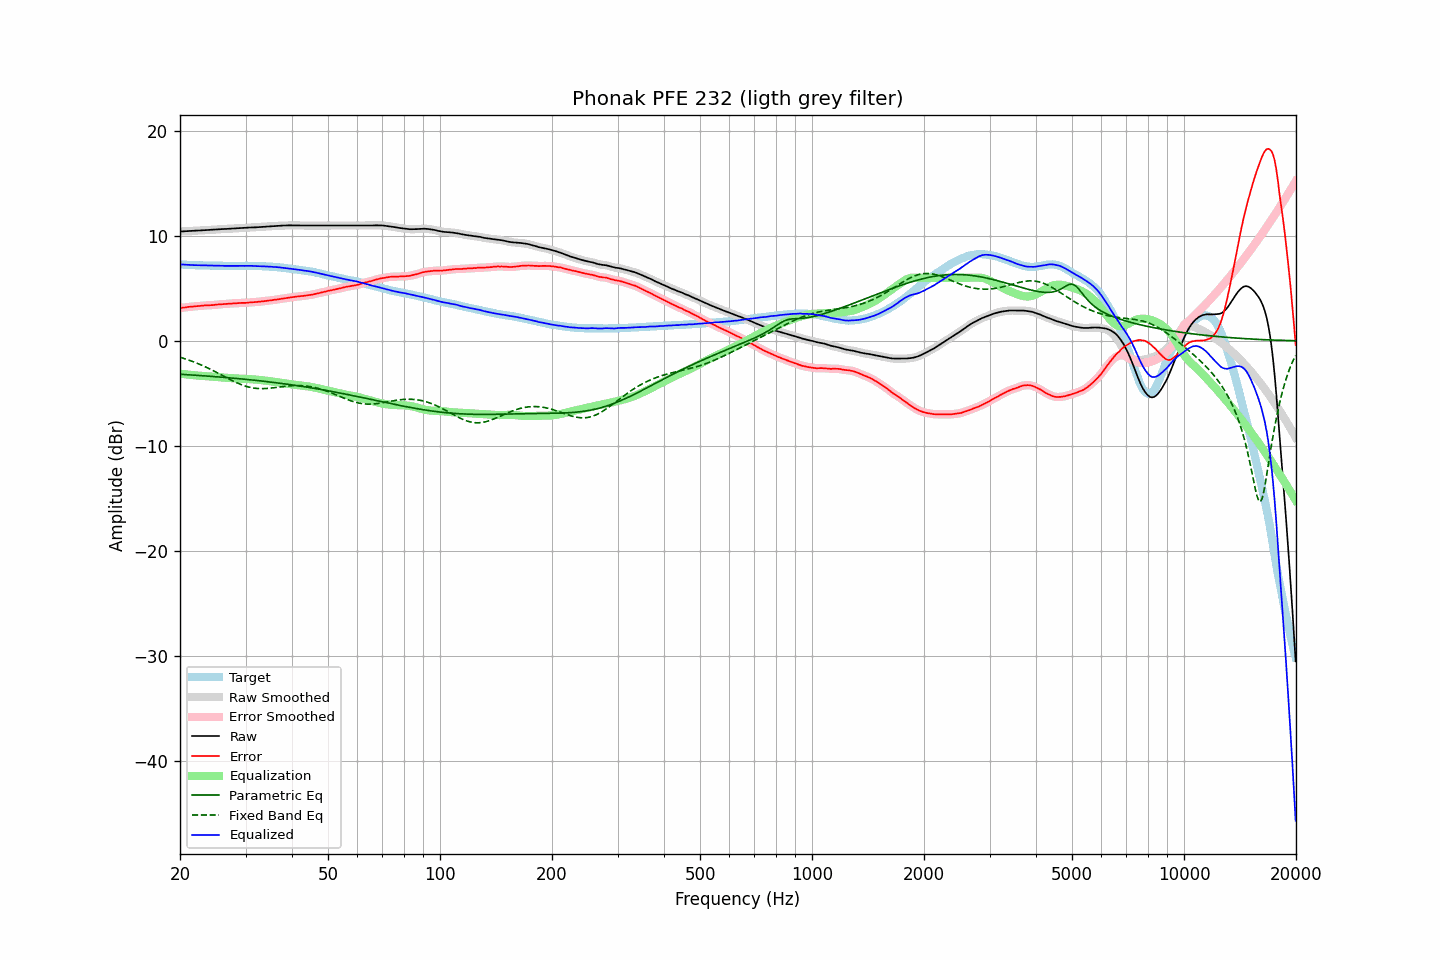 Phonak PFE 232 (ligth grey filter)
20
10
0
−10
−20
−30
−40
Amplitude (dBr)
Target
Raw Smoothed
Error Smoothed
Raw
Error
Equalization
Parametric Eq
Fixed Band Eq
Equalized
20 50 100 200 500 1000 2000 5000 10000 20000
Frequency (Hz)